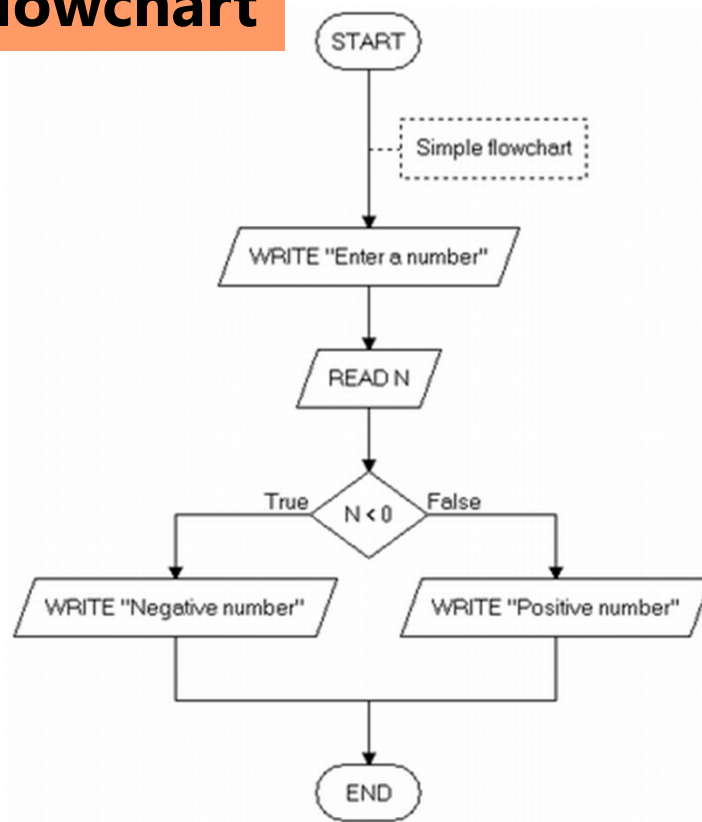 lowchart
START
Simple flowchart
WRITE "Enter a number"
READ N
N < 0
True
False
WRITE "Negative number"
WRITE "Positive number"
END